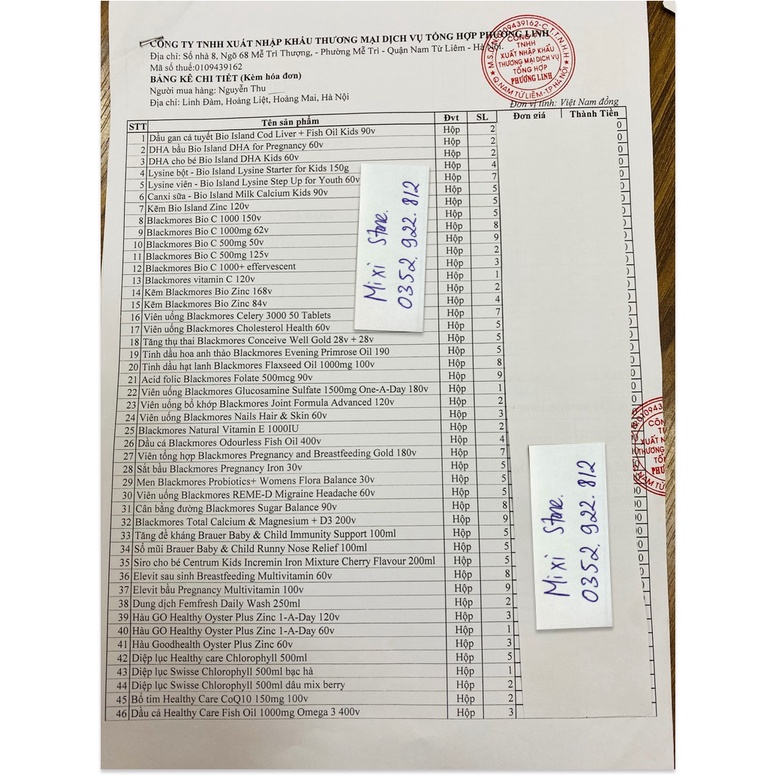 CÔNG TY TNHH XUẤT NHẬP KHẨU THƯƠNG MẠI DỊCH VỤ TỔNG HỢP PHƯƠNG LINH
Địa chỉ: Số nhà 8, Ngõ 68 Mễ Trì Thượng, - Phường Mễ Trì - Quận Nam Từ Liêm - Hà Nội.
Mã số thuế:0109439162
BẢNG KÊ CHI TIẾT (Kèm hóa đơn)
Người mua hàng: Nguyễn Thu
Địa chỉ: Linh Đàm, Hoàng Liệt, Hoàng Mai, Hà Nội
Đơn vị tính: Việt Nam đồng
STT Tên sản phẩm Đvt SL Đơn giá Thành Tiền
1 Dầu gan cá tuyết Bio Island Cod Liver + Fish Oil Kids 90v Hộp 2 0
2 DHA bầu Bio Island DHA for Pregnancy 60v Hộp 2 0
3 DHA cho bé Bio Island DHA Kids 60v Hộp 2 0
4 Lysine bột - Bio Island Lysine Starter for Kids 150g Hộp 4 0
5 Lysine viên - Bio Island Lysine Step Up for Youth 60v Hộp 7 0
6 Canxi sữa - Bio Island Milk Calcium Kids 90v Hộp 5
7 Kẽm Bio Island Zinc 120v Hộp 5
8 Blackmores Bio C 1000 150v Hộp 5
9 Blackmores Bio C 1000mg 62v Hộp 8
10 Blackmores Bio C 500mg 50v Hộp 9
11 Blackmores Bio C 500mg 125v Hộp 2
12 Blackmores Bio C 1000+ effervescent Hộp 3
13 Blackmores vitamin C 120v Hộp 1
14 Kẽm Blackmores Bio Zinc 168v Hộp 2
15 Kẽm Blackmores Bio Zinc 84v Hộp 4
16 Viên uống Blackmores Celery 3000 50 Tablets Hộp 7
17 Viên uống Blackmores Cholesterol Health 60v Hộp 5
18 Tăng thụ thai Blackmores Conceive Well Gold 28v + 28v Hộp 5
19 Tinh dầu hoa anh thảo Blackmores Evening Primrose Oil 190 Hộp 5
20 Tinh dầu hạt lanh Blackmores Flaxseed Oil 1000mg 100v Hộp 8
21 Acid folic Blackmores Folate 500mcg 90v Hộp 9
22 Viên uống Blackmores Glucosamine Sulfate 1500mg One-A-Day 180v Hộp 1
23 Viên uống bổ khớp Blackmores Joint Formula Advanced 120v Hộp 2
24 Viên uống Blackmores Nails Hair & Skin 60v Hộp 3
25 Blackmores Natural Vitamin E 1000IU Hộp 2
26 Dầu cá Blackmores Odourless Fish Oil 400v Hộp 4
27 Viên tổng hợp Blackmores Pregnancy and Breastfeeding Gold 180v Hộp 7
28 Sắt bầu Blackmores Pregnancy Iron 30v Hộp 5
29 Men Blackmores Probiotics+ Womens Flora Balance 30v Hộp 5
30 Viên uống Blackmores REME-D Migraine Headache 60v Hộp 5
31 Cân bằng đường Blackmores Sugar Balance 90v Hộp 8
32 Blackmores Total Calcium & Magnesium + D3 200v Hộp 9
33 Tăng đề kháng Brauer Baby & Child Immunity Support 100ml Hộp 5
34 Sổ mũi Brauer Baby & Child Runny Nose Relief 100ml Hộp 5
35 Siro cho bé Centrum Kids Incremin Iron Mixture Cherry Flavour 200ml Hộp 5
36 Elevit sau sinh Breastfeeding Multivitamin 60v Hộp 8
37 Elevit bầu Pregnancy Multivitamin 100v Hộp 9
38 Dung dịch Femfresh Daily Wash 250ml Hộp 2
39 Hàu GO Healthy Oyster Plus Zinc 1-A-Day 120v Hộp 3
40 Hàu GO Healthy Oyster Plus Zinc 1-A-Day 60v Hộp 1
41 Hàu Goodhealth Oyster Plus Zinc 60v Hộp 3
42 Diệp lục Healthy care Chlorophyll 500ml Hộp 5
43 Diệp lục Swisse Chlorophyll 500ml bạc hà Hộp 1
44 Diệp lục Swisse Chlorophyll 500ml dâu mix berry Hộp 2
45 Bổ tim Healthy Care CoQ10 150mg 100v Hộp 2
46 Dầu cá Healthy Care Fish Oil 1000mg Omega 3 400v Hộp 3
Mixi Store.
0352.922.812
Mixi Store.
0352.922.812
CÔNG TY
TNHH
XUẤT NHẬP KHẨU
THƯƠNG MẠI DỊCH VỤ
TỔNG HỢP
PHƯƠNG LINH
Q.NAM TỪ LIÊM-TP HÀ NỘI